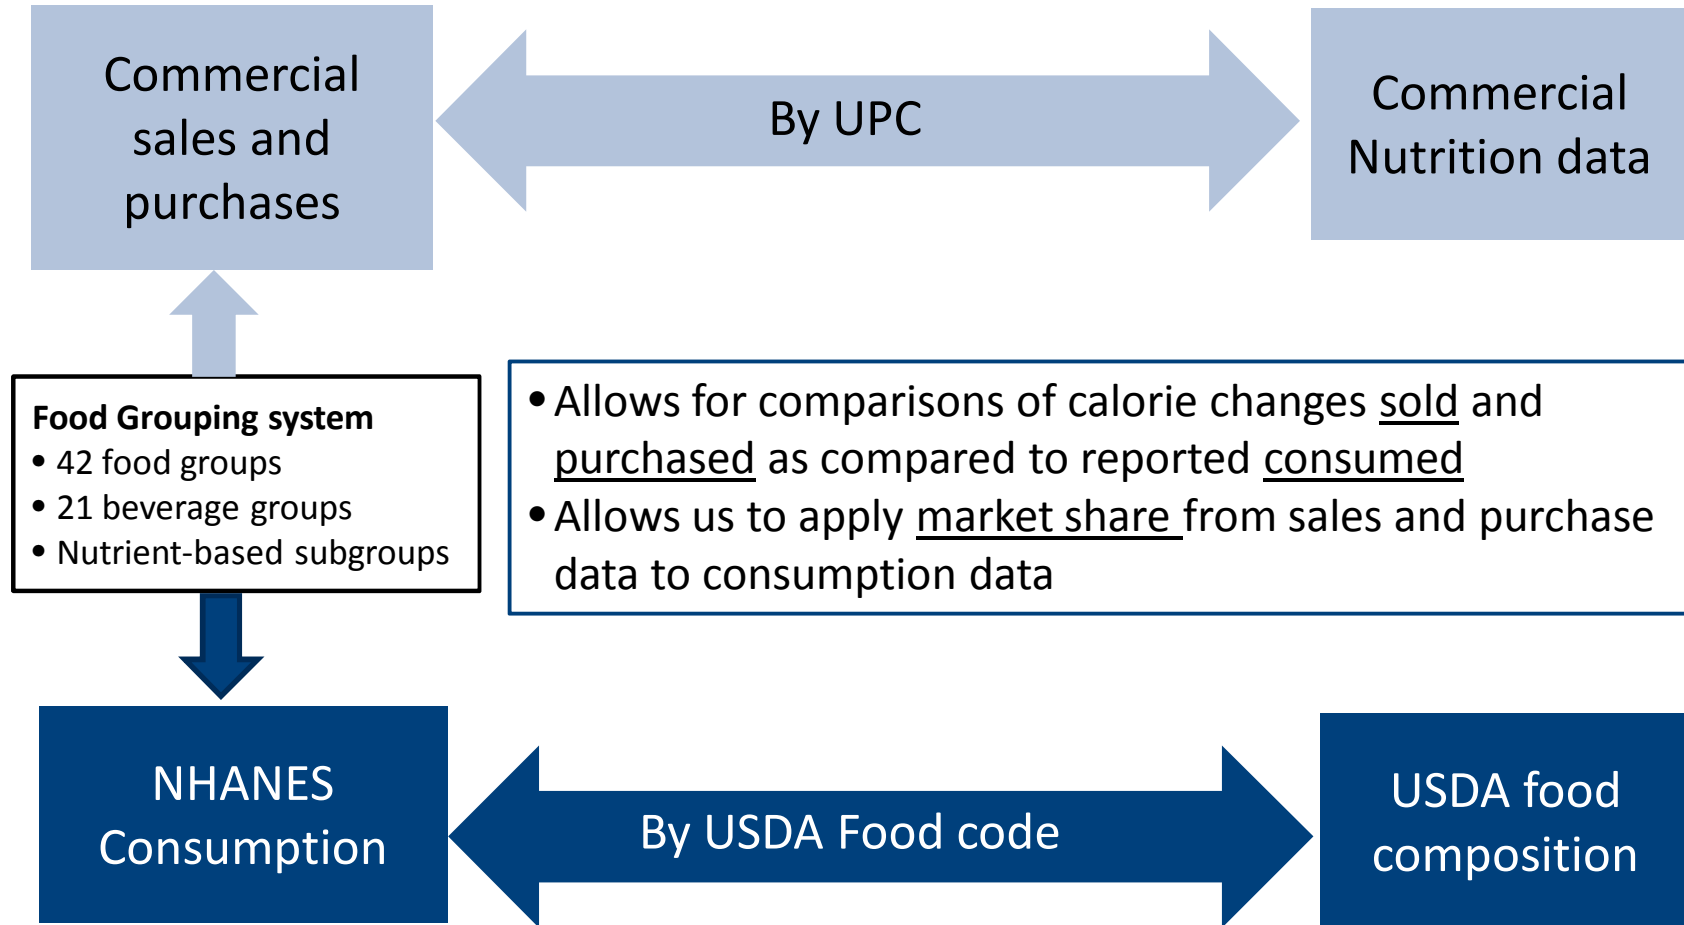 Commercial
sales and
purchases
By UPC
Commercial
Nutrition data
Food Grouping system
• 42 food groups
• 21 beverage groups
• Nutrient-based subgroups
• Allows for comparisons of calorie changes sold and
purchased as compared to reported consumed
• Allows us to apply market share from sales and purchase
data to consumption data
NHANES
Consumption
By USDA Food code
USDA food
composition